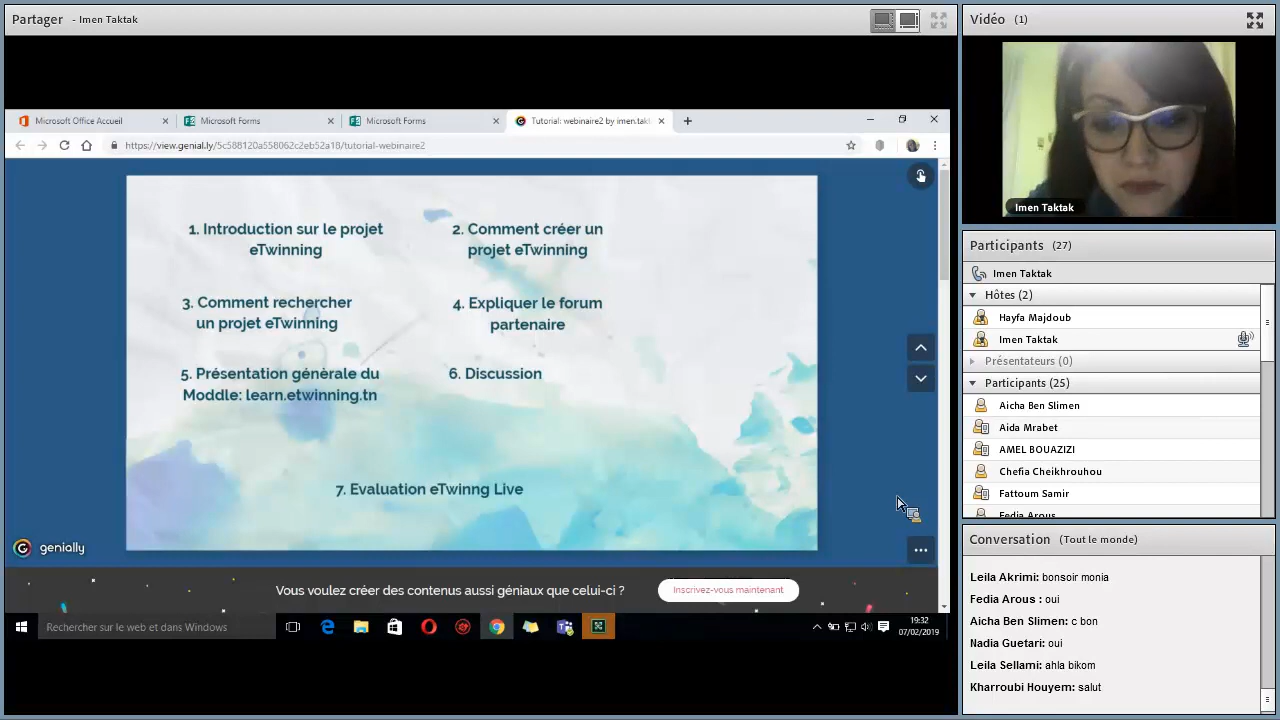 Partager - Imen Taktak
Microsoft Office Accueil
Microsoft Forms
Microsoft Forms
Tutorial: webinaire2 by imen.takt
https://view.genial.ly/5c588120a558062c2eb52a18/tutorial-webinaire2
1. Introduction sur le projet
eTwinning
2. Comment créer un
projet eTwinning
3. Comment rechercher
un projet eTwinning
4. Expliquer le forum
partenaire
5. Présentation générale du
Moddle: learn.etwinning.tn
6. Discussion
7. Evaluation eTwinng Live
genially
Vous voulez créer des contenus aussi géniaux que celui-ci ?
Inscrivez-vous maintenant
Rechercher sur le web et dans Windows
19:32
07/02/2019
Vidéo (1)
Imen Taktak
Participants (27)
Imen Taktak
Hôtes (2)
Hayfa Majdoub
Imen Taktak
Présentateurs (0)
Participants (25)
Aicha Ben Slimen
Aida Mrabet
AMEL BOUAZIZI
Chefia Cheikhrouhou
Fattoum Samir
Fedia Arous
Conversation (Tout le monde)
Leila Akrimi: bonsoir monia
Fedia Arous : oui
Aicha Ben Slimen: c bon
Nadia Guetari: oui
Leila Sellami: ahla bikom
Kharroubi Houyem: salut